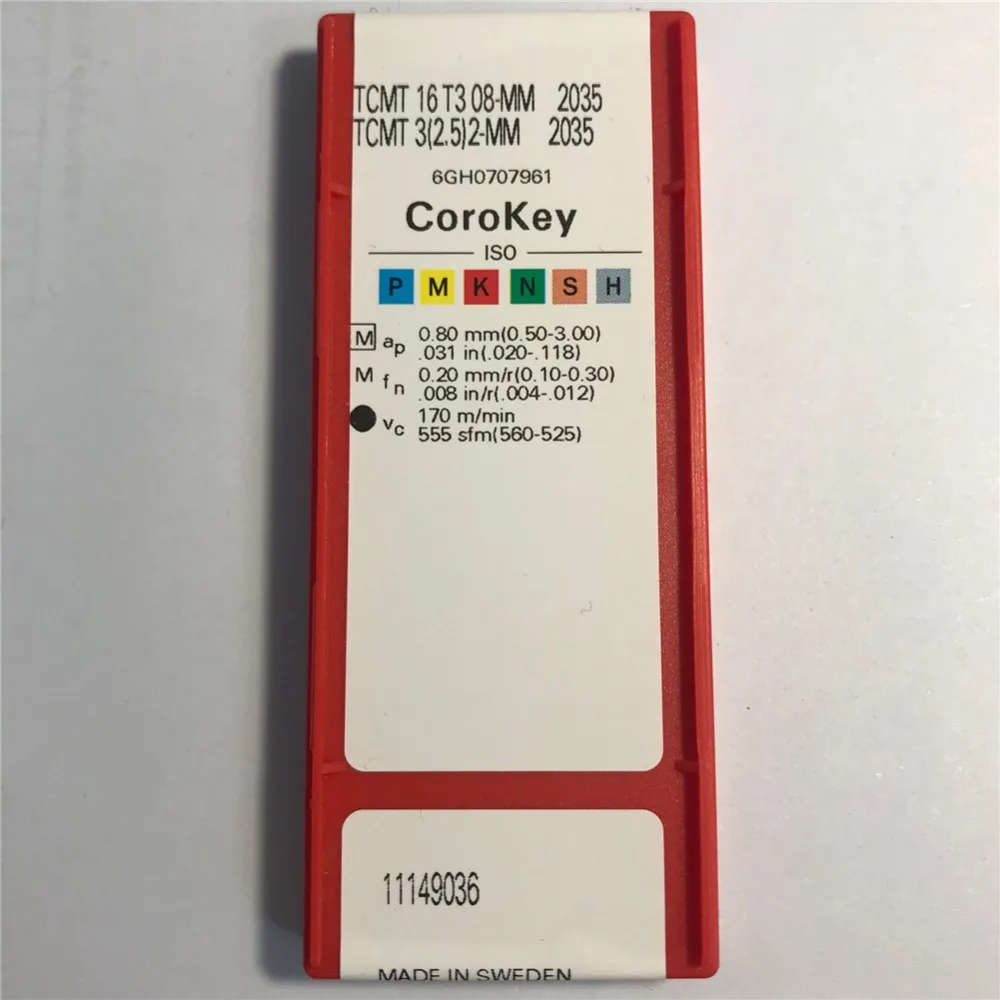 TCMT 16 T3 08-MM 2035
TCMT 3(2.5)2-MM 2035
6GH0707961
CoroKey
ISO
P M K N S H
M ap 0.80 mm(0.50-3.00)
.031 in(.020-.118)
M fn 0.20 mm/r(0.10-0.30)
.008 in/r(.004-.012)
vc 170 m/min
555 sfm(560-525)
11149036
MADE IN SWEDEN